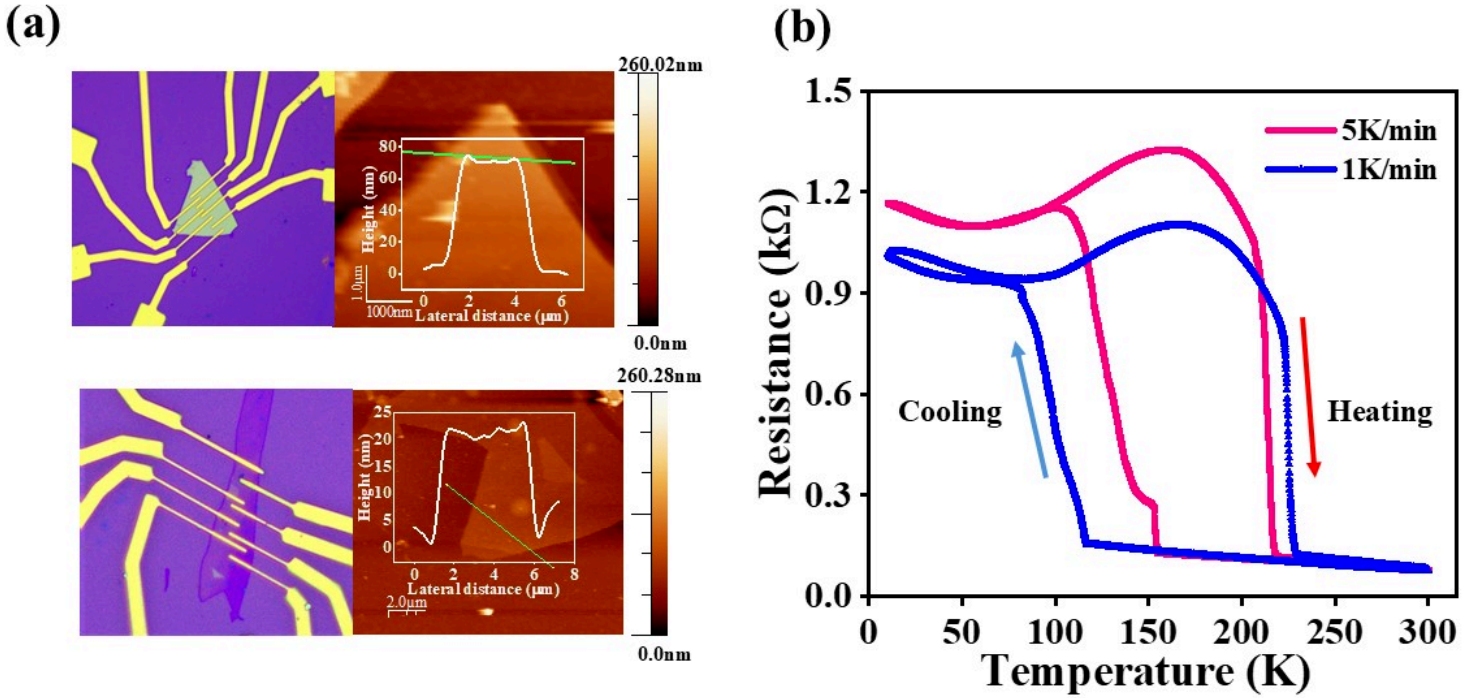 (a)
260.02nm
80
70
60
40
20
0
Height (nm)
1.0µm
1000nm
0 2 4 6
Lateral distance (µm)
0.0nm
260.28nm
25
20
15
10
5
0
Height (nm)
0 2 4 6 8
Lateral distance (µm)
2.0µm
0.0nm
(b)
1.5
1.2
0.9
0.6
0.3
0.0
Resistance (kΩ)
5K/min
1K/min
Cooling
Heating
0 50 100 150 200 250 300
Temperature (K)